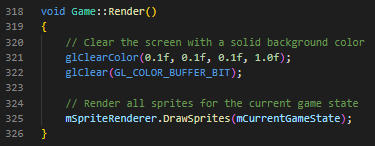 318 void Game::Render()
319 {
320 // Clear the screen with a solid background color
321 glClearColor(0.1f, 0.1f, 0.1f, 1.0f);
322 glClear(GL_COLOR_BUFFER_BIT);
323
324 // Render all sprites for the current game state
325 mSpriteRenderer.DrawSprites(mCurrentGameState);
326 }